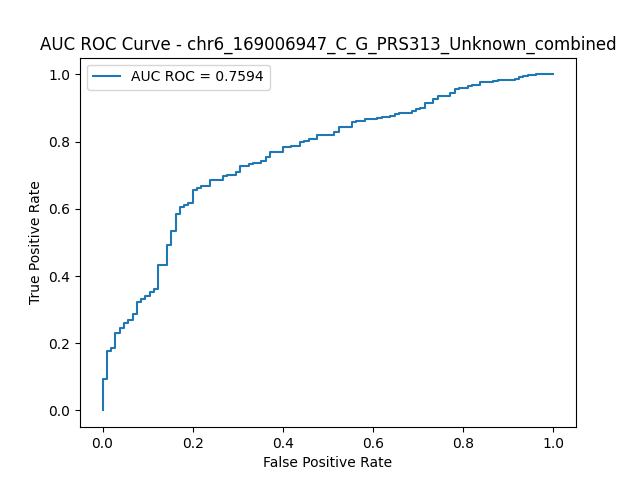 AUC ROC Curve - chr6_169006947_C_G_PRS313_Unknown_combined
AUC ROC = 0.7594
True Positive Rate
1.0
0.8
0.6
0.4
0.2
0.0
0.0 0.2 0.4 0.6 0.8 1.0
False Positive Rate